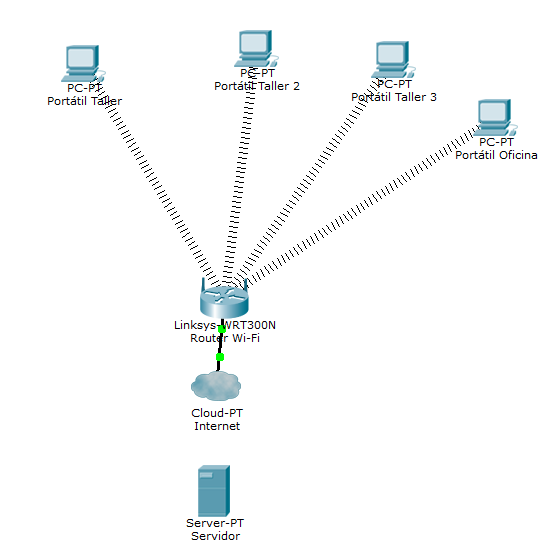 PC-PT
Portátil Taller
PC-PT
Portátil Taller 2
PC-PT
Portátil Taller 3
PC-PT
Portátil Oficina
Linksys-WRT300N
Router Wi-Fi
Cloud-PT
Internet
Server-PT
Servidor